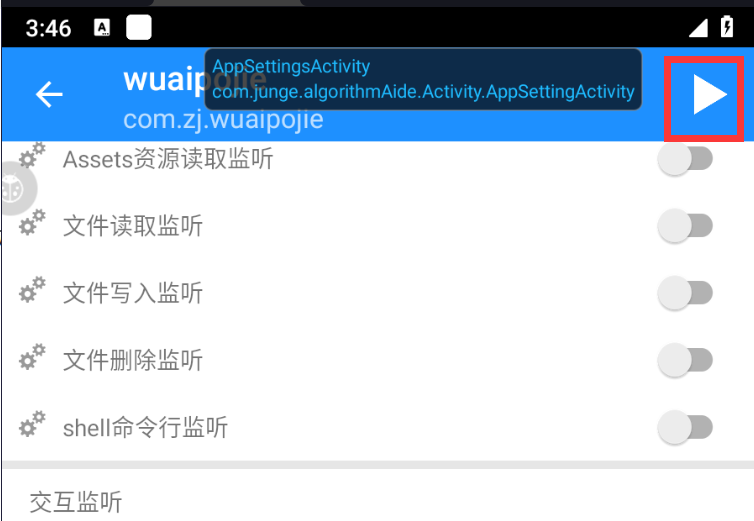 3:46 A
AppSettingsActivity
wuaipojie
com.junge.algorithmAide.Activity.AppSettingActivity
com.zj.wuaipojie
Assets资源读取监听
文件读取监听
文件写入监听
文件删除监听
shell命令行监听
交互监听